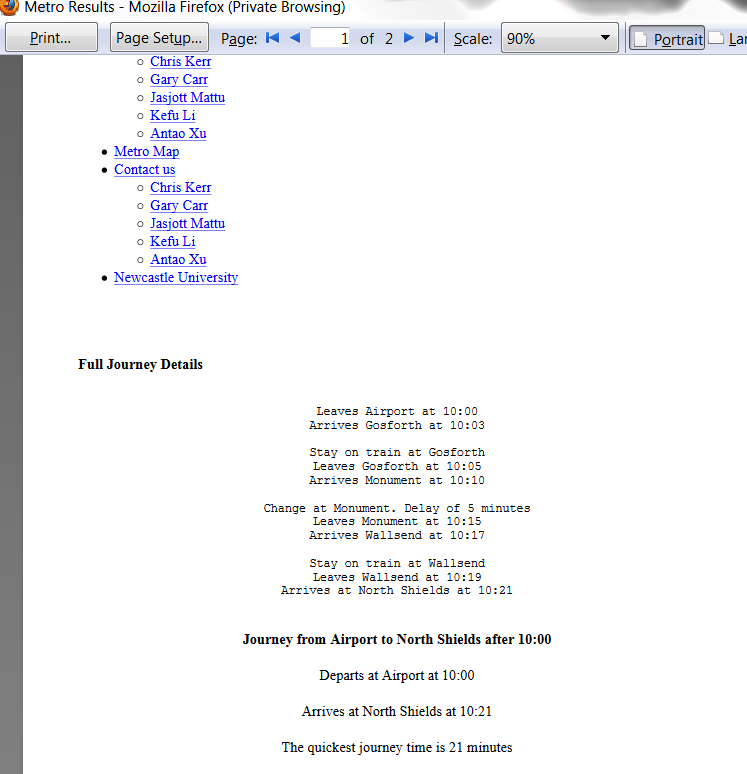 Metro Results - Mozilla Firefox (Private Browsing)
Print... Page Setup... Page: 1 of 2 Scale: 90% Portrait
Chris Kerr
Gary Carr
Jasjott Mattu
Kefu Li
Antao Xu
Metro Map
Contact us
Chris Kerr
Gary Carr
Jasjott Mattu
Kefu Li
Antao Xu
Newcastle University
Full Journey Details
Leaves Airport at 10:00
Arrives Gosforth at 10:03
Stay on train at Gosforth
Leaves Gosforth at 10:05
Arrives Monument at 10:10
Change at Monument. Delay of 5 minutes
Leaves Monument at 10:15
Arrives Wallsend at 10:17
Stay on train at Wallsend
Leaves Wallsend at 10:19
Arrives at North Shields at 10:21
Journey from Airport to North Shields after 10:00
Departs at Airport at 10:00
Arrives at North Shields at 10:21
The quickest journey time is 21 minutes